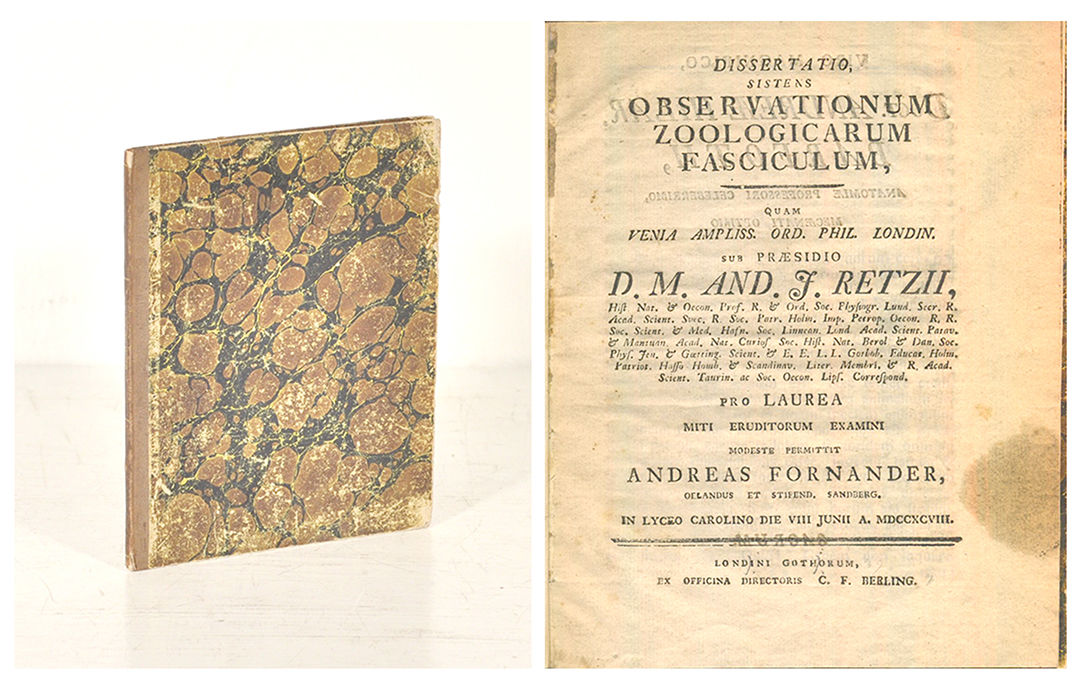 DISSERTATIO,
SISTENS
OBSERVATIONUM
ZOOLOGICARUM
FASCICULUM,
QUAM
VENIA AMPLISS. ORD. PHIL. LONDIN.
SUB PRÆSIDIO
D. M. AND. J. RETZII,
Hiſt Nat. & Oecon. Prof. R. & Ord. Soc. Phyſiogr. Lund. Secr. R.
Acad. Scient. Svec. R. Soc. Patr. Holm. Imp. Petrop. Oecon. R. R.
Soc. Scient. & Med. Hafn. Soc. Linnean. Lond. Acad. Scient. Patav.
& Mantuan. Acad. Nat. Curioſ Soc. Hiſt. Nat. Berol & Dan. Soc.
Phyſ. Jen. & Gœtting. Scient. & E. E. L. L. Gothob. Educat. Holm.
Patriot. Haſſo Homb. & Scandinav. Liter. Membri. & R. Acad.
Scient. Taurin. ac Soc. Oecon. Lipſ. Correſpond.
PRO LAUREA
MITI ERUDITORUM EXAMINI
MODESTE PERMITTIT
ANDREAS FORNANDER,
OELANDUS ET STIPEND. SANDBERG.
IN LYCEO CAROLINO DIE VIII JUNII A. MDCCXCVIII.
LONDINI GOTHORUM,
EX OFFICINA DIRECTORIS C. F. BERLING.